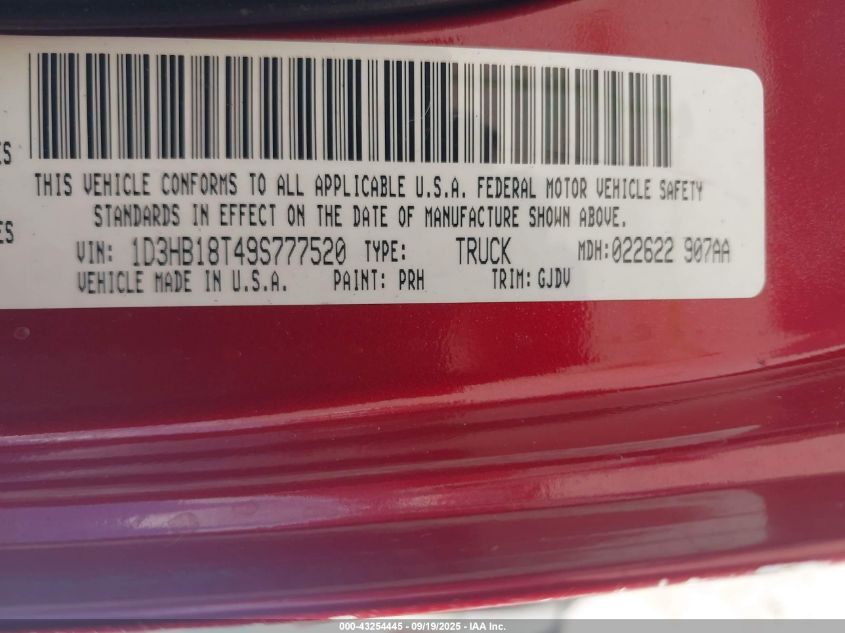 ES
THIS VEHICLE CONFORMS TO ALL APPLICABLE U.S.A. FEDERAL MOTOR VEHICLE SAFETY
STANDARDS IN EFFECT ON THE DATE OF MANUFACTURE SHOWN ABOVE.
ES
VIN: 1D3HB18T49S777520 TYPE: TRUCK MDH:022622 907AA
VEHICLE MADE IN U.S.A. PAINT: PRH TRIM: GJDV
000-43254445 - 09/19/2025 - IAA Inc.